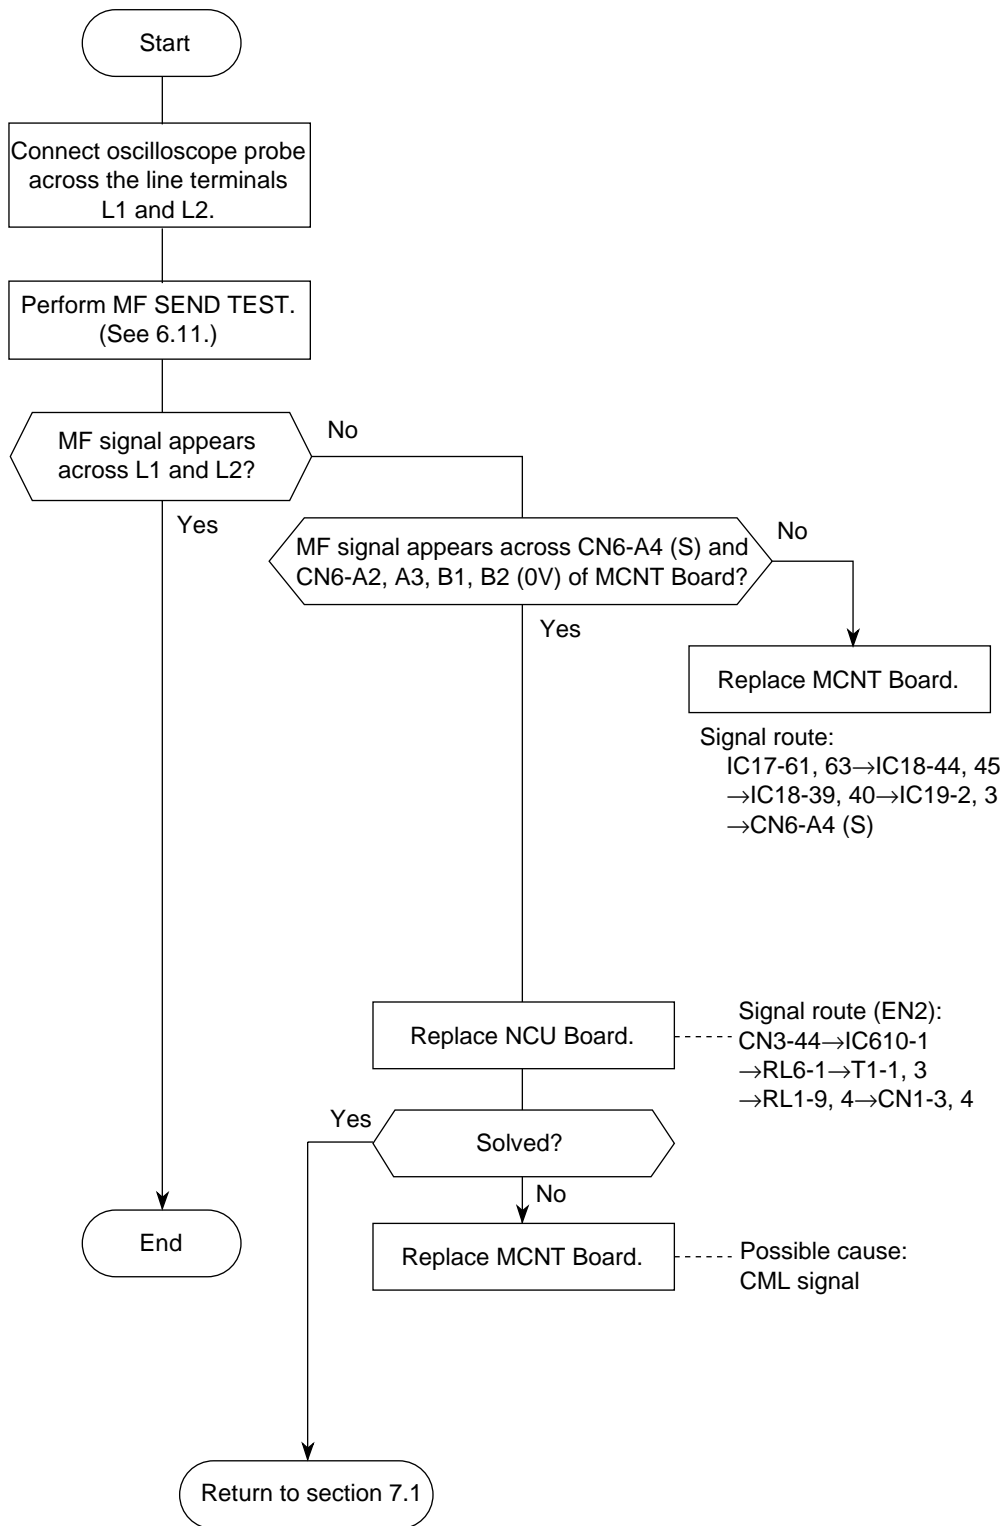 Start
Connect oscilloscope probe
across the line terminals
L1 and L2.
Perform MF SEND TEST.
(See 6.11.)
MF signal appears
across L1 and L2?
No
Yes
MF signal appears across CN6-A4 (S) and
CN6-A2, A3, B1, B2 (0V) of MCNT Board?
No
Yes
Replace MCNT Board.
Signal route:
IC17-61, 63→IC18-44, 45
→IC18-39, 40→IC19-2, 3
→CN6-A4 (S)
Replace NCU Board.
Signal route (EN2):
CN3-44→IC610-1
→RL6-1→T1-1, 3
→RL1-9, 4→CN1-3, 4
Yes
Solved?
No
End
Replace MCNT Board.
Possible cause:
CML signal
Return to section 7.1